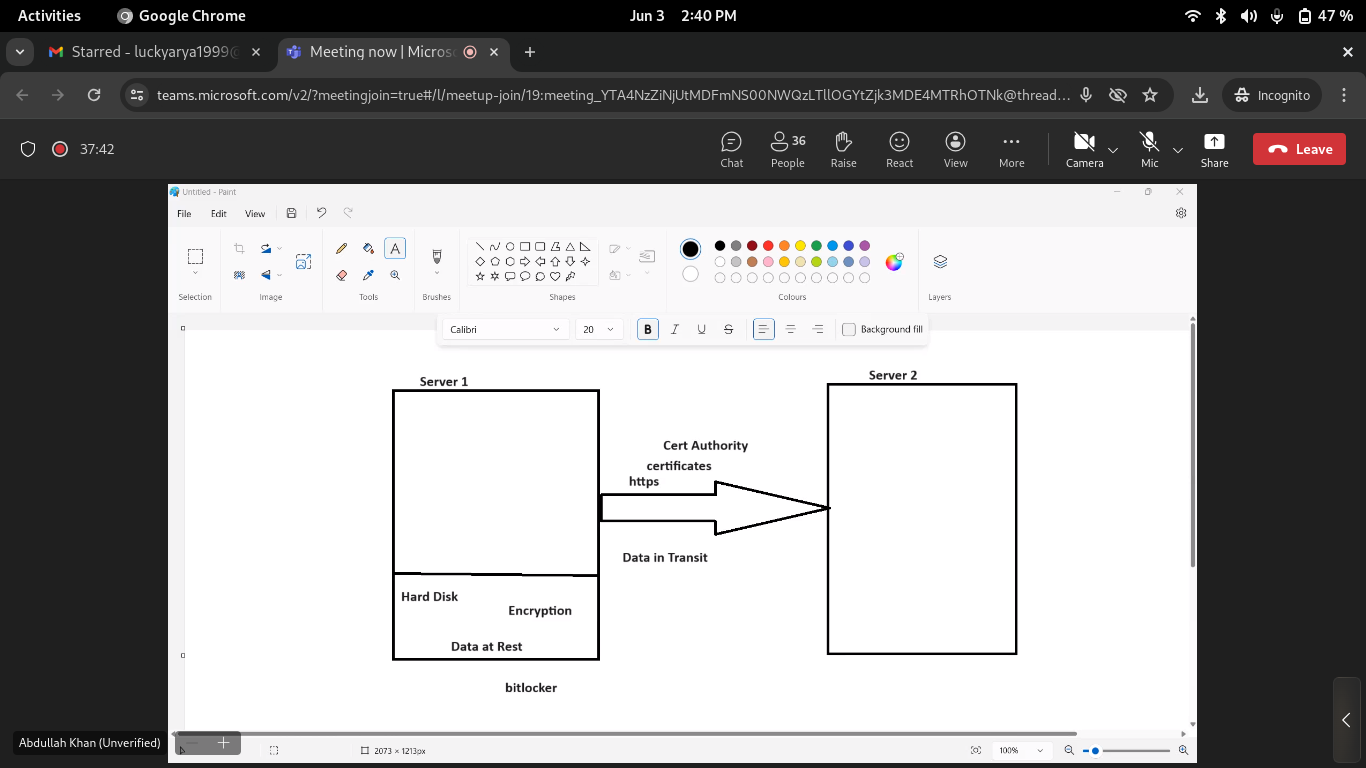 Activities
Google Chrome
Jun 3 2:40 PM
47 %
Starred - luckyarya1999@
Meeting now | Micros
teams.microsoft.com/v2/?meetingjoin=true#/l/meetup-join/19:meeting_YTA4NzZiNjUtMDFmNS00NWQzLTllOGYtZjk3MDE4MTRhOTNk@thread...
Incognito
37:42
36
Chat
People
Raise
React
View
More
Camera
Mic
Share
Leave
Untitled - Paint
File
Edit
View
Selection
Image
Tools
Brushes
Shapes
Colours
Layers
Calibri
20
B
I
U
S
Background fill
Server 1
Server 2
Cert Authority
certificates
https
Data in Transit
Hard Disk
Encryption
Data at Rest
bitlocker
Abdullah Khan (Unverified)
2073 × 1213px
100%